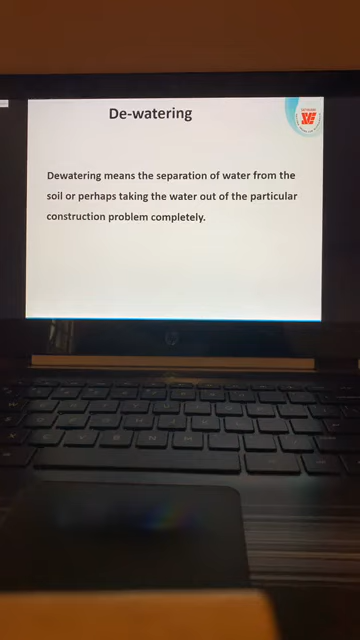 De-watering
Dewatering means the separation of water from the
soil or perhaps taking the water out of the particular
construction problem completely.